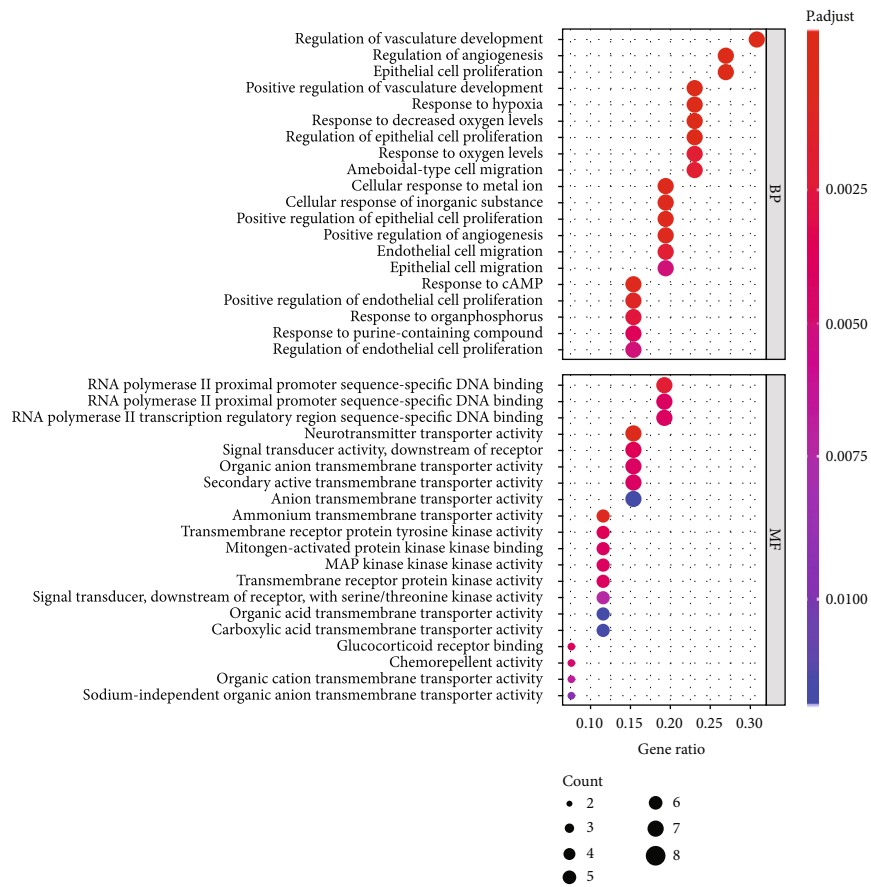 P.adjust
Regulation of vasculature development
Regulation of angiogenesis
Epithelial cell proliferation
Positive regulation of vasculature development
Response to hypoxia
Response to decreased oxygen levels
Regulation of epithelial cell proliferation
Response to oxygen levels
Ameboidal-type cell migration
Cellular response to metal ion
Cellular response of inorganic substance
Positive regulation of epithelial cell proliferation
Positive regulation of angiogenesis
Endothelial cell migration
Epithelial cell migration
Response to cAMP
Positive regulation of endothelial cell proliferation
Response to organphosphorus
Response to purine-containing compound
Regulation of endothelial cell proliferation
BP
RNA polymerase II proximal promoter sequence-specific DNA binding
RNA polymerase II proximal promoter sequence-specific DNA binding
RNA polymerase II transcription regulatory region sequence-specific DNA binding
Neurotransmitter transporter activity
Signal transducer activity, downstream of receptor
Organic anion transmembrane transporter activity
Secondary active transmembrane transporter activity
Anion transmembrane transporter activity
Ammonium transmembrane transporter activity
Transmembrane receptor protein tyrosine kinase activity
Mitongen-activated protein kinase kinase binding
MAP kinase kinase kinase activity
Transmembrane receptor protein kinase activity
Signal transducer, downstream of receptor, with serine/threonine kinase activity
Organic acid transmembrane transporter activity
Carboxylic acid transmembrane transporter activity
Glucocorticoid receptor binding
Chemorepellent activity
Organic cation transmembrane transporter activity
Sodium-independent organic anion transmembrane transporter activity
MF
0.0025
0.0050
0.0075
0.0100
0.10 0.15 0.20 0.25 0.30
Gene ratio
Count
2 6
3 7
4 8
5